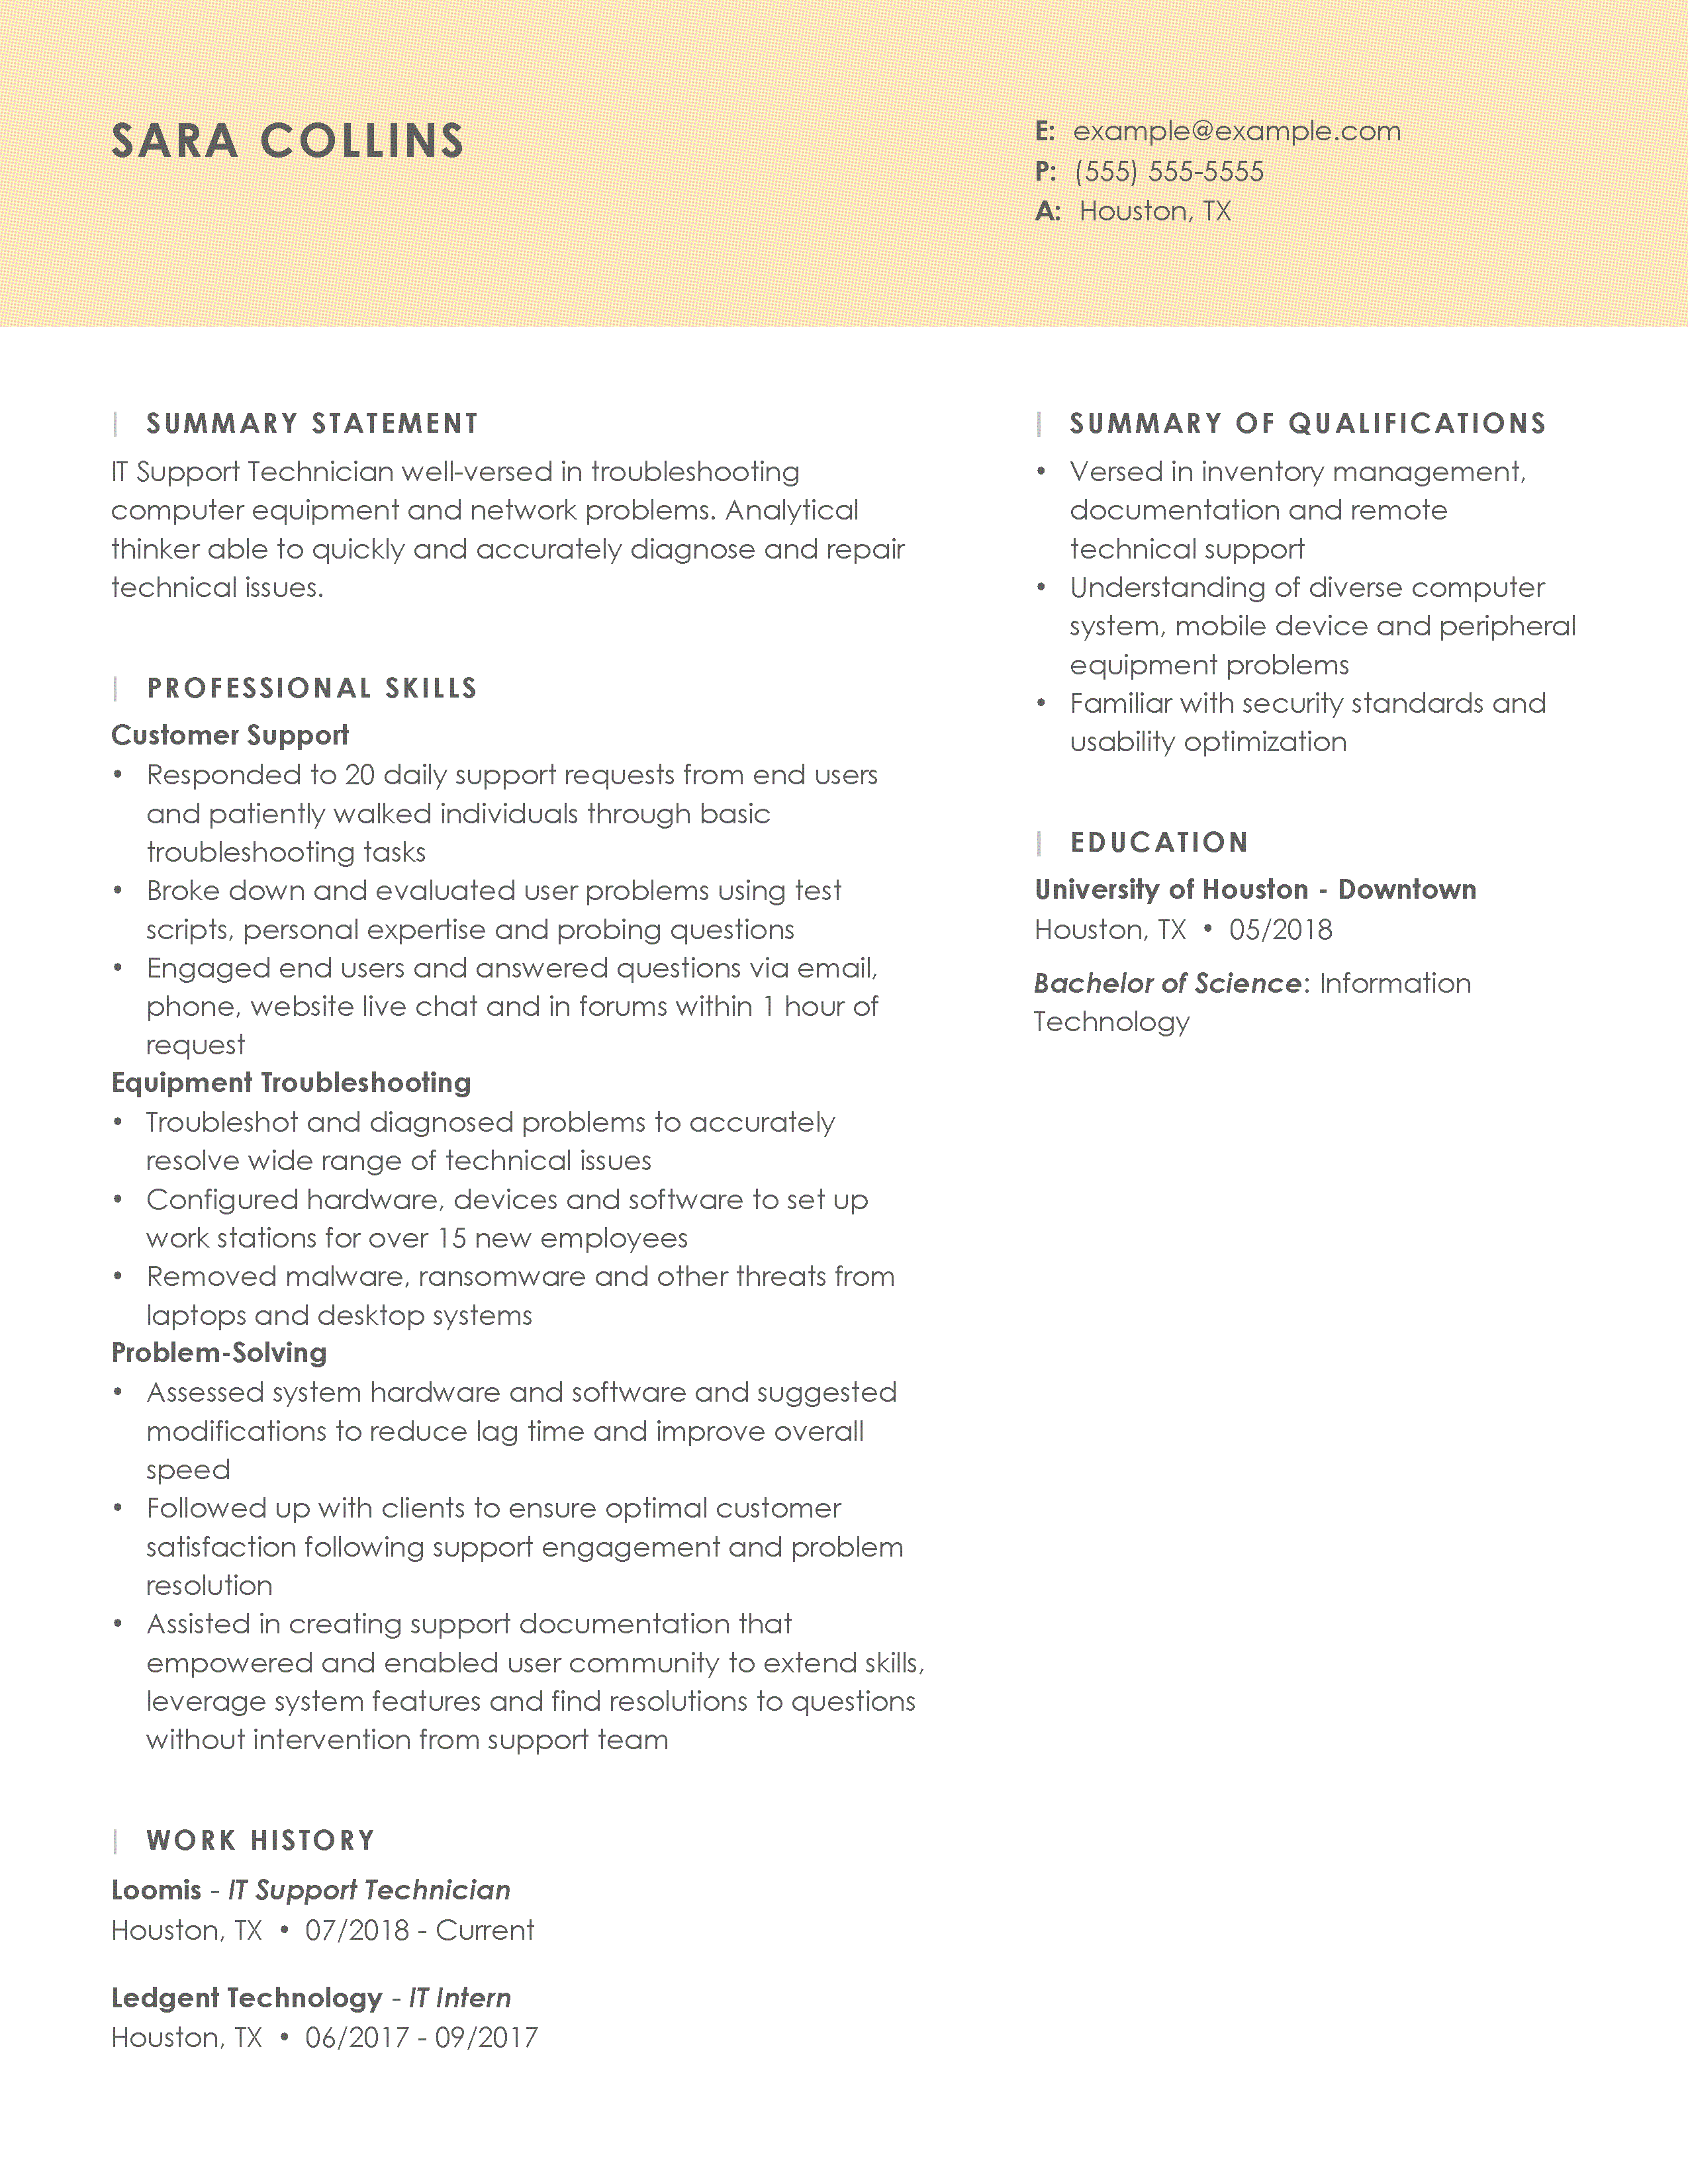 SARA COLLINS
E: example@example.com
P: (555) 555-5555
A: Houston, TX
SUMMARY STATEMENT
IT Support Technician well-versed in troubleshooting
computer equipment and network problems. Analytical
thinker able to quickly and accurately diagnose and repair
technical issues.
PROFESSIONAL SKILLS
Customer Support
• Responded to 20 daily support requests from end users
and patiently walked individuals through basic
troubleshooting tasks
• Broke down and evaluated user problems using test
scripts, personal expertise and probing questions
• Engaged end users and answered questions via email,
phone, website live chat and in forums within 1 hour of
request
Equipment Troubleshooting
• Troubleshot and diagnosed problems to accurately
resolve wide range of technical issues
• Configured hardware, devices and software to set up
work stations for over 15 new employees
• Removed malware, ransomware and other threats from
laptops and desktop systems
Problem-Solving
• Assessed system hardware and software and suggested
modifications to reduce lag time and improve overall
speed
• Followed up with clients to ensure optimal customer
satisfaction following support engagement and problem
resolution
• Assisted in creating support documentation that
empowered and enabled user community to extend skills,
leverage system features and find resolutions to questions
without intervention from support team
WORK HISTORY
Loomis - IT Support Technician
Houston, TX • 07/2018 - Current
Ledgent Technology - IT Intern
Houston, TX • 06/2017 - 09/2017
SUMMARY OF QUALIFICATIONS
• Versed in inventory management,
documentation and remote
technical support
• Understanding of diverse computer
system, mobile device and peripheral
equipment problems
• Familiar with security standards and
usability optimization
EDUCATION
University of Houston - Downtown
Houston, TX • 05/2018
Bachelor of Science: Information
Technology